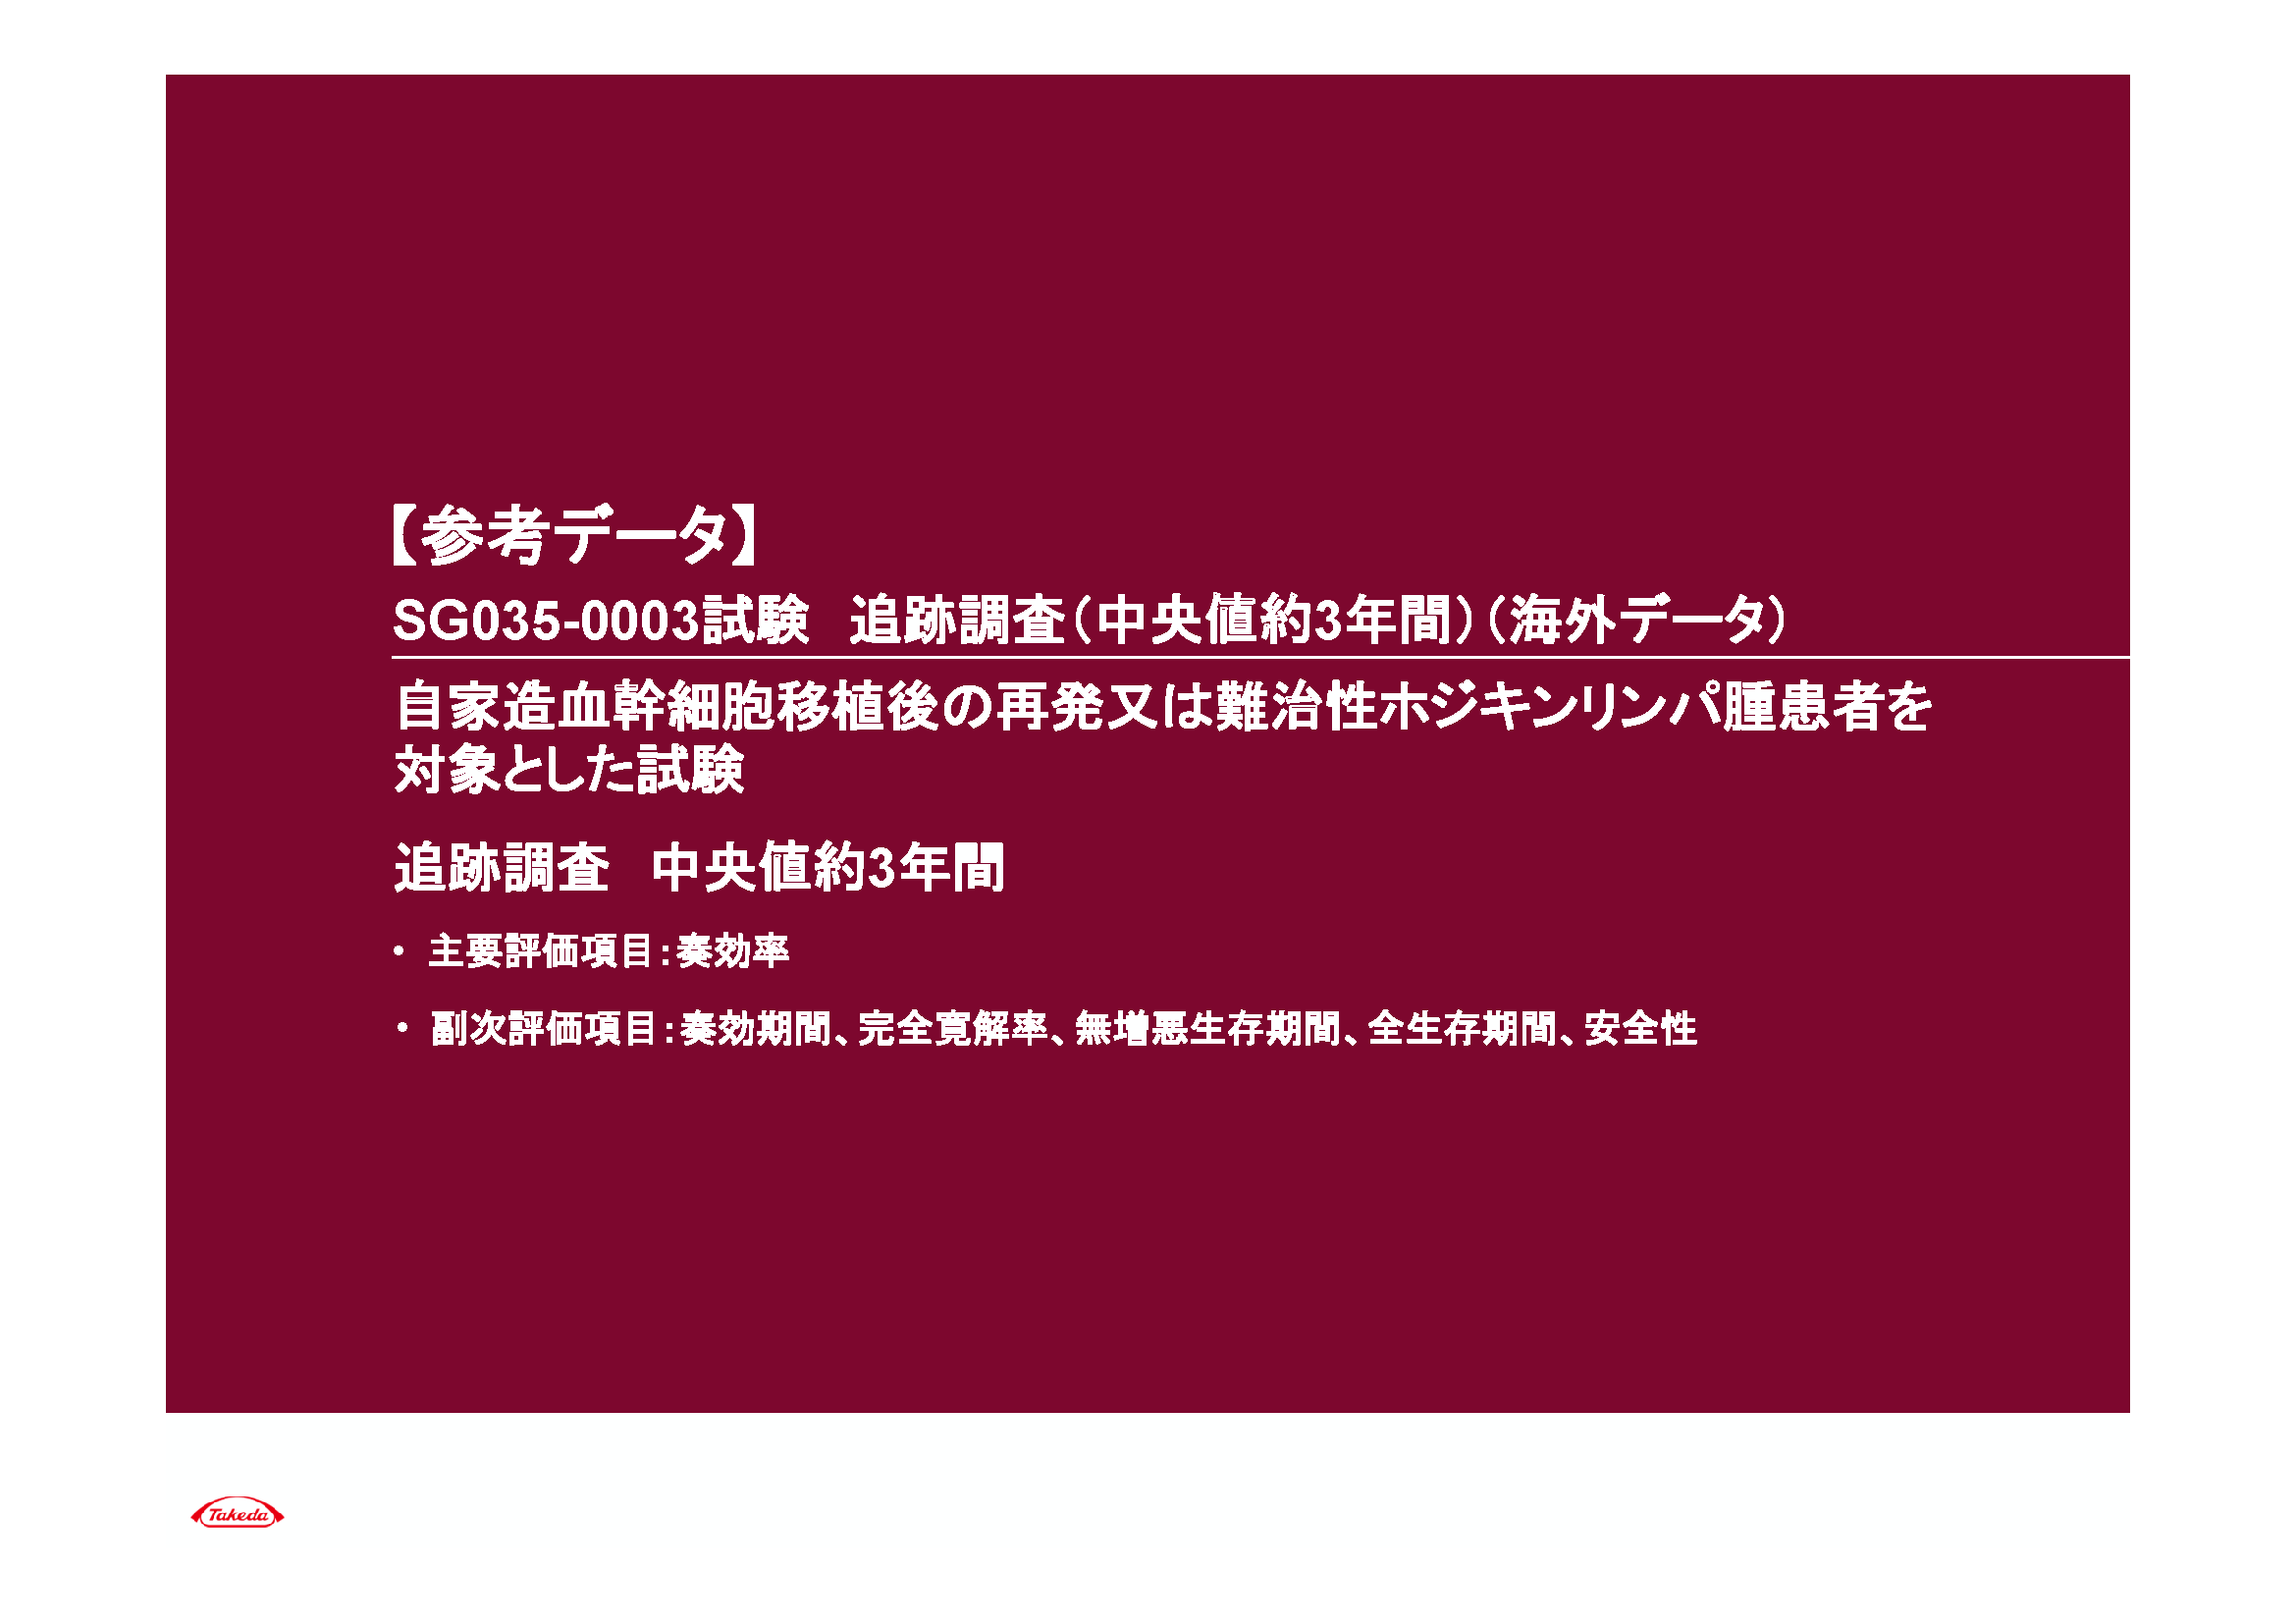 【参考データ】
SG035-0003試験　追跡調査（中央値約3年間）（海外データ）
自家造血幹細胞移植後の再発又は難治性ホジキンリンパ腫患者を
対象とした試験
追跡調査　中央値約3年間
• 主要評価項目：奏効率
• 副次評価項目：奏効期間、完全寛解率、無増悪生存期間、全生存期間、安全性
Takeda